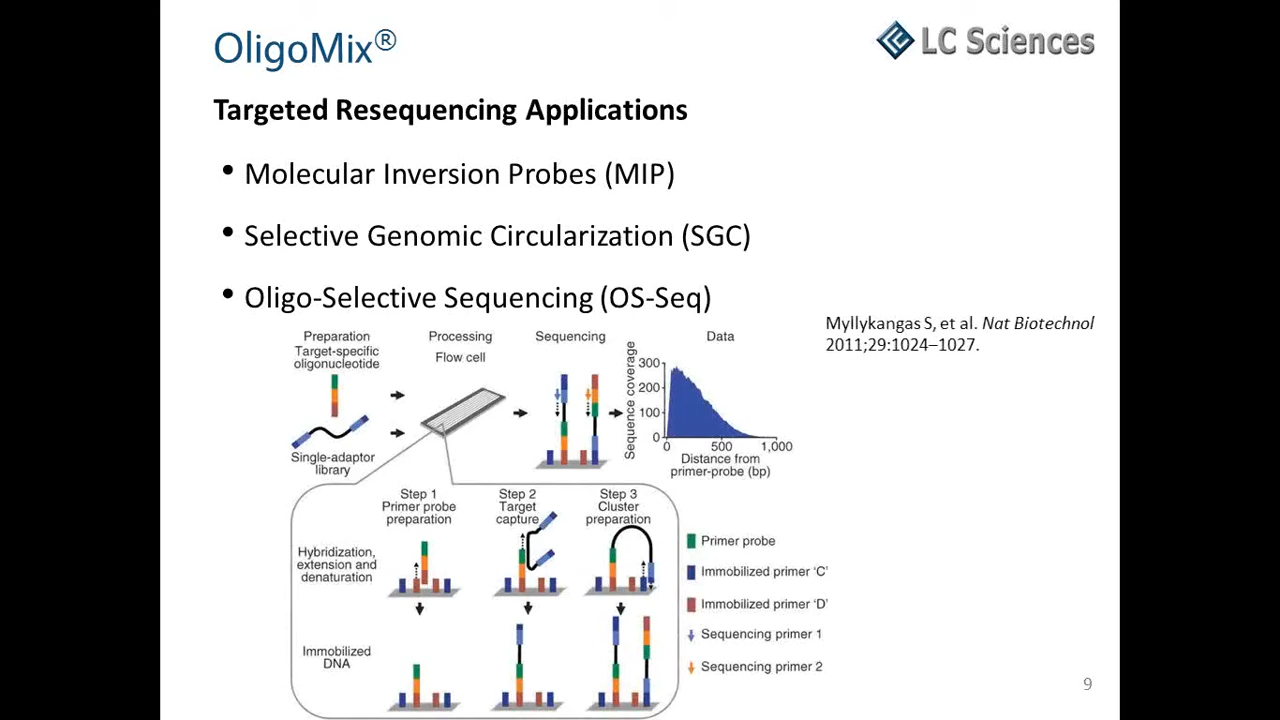 OligoMix®
LC Sciences
Targeted Resequencing Applications
• Molecular Inversion Probes (MIP)
• Selective Genomic Circularization (SGC)
• Oligo-Selective Sequencing (OS-Seq)
Myllykangas S, et al. Nat Biotechnol
2011;29:1024–1027.
Preparation
Target-specific
oligonucleotide
Single-adaptor
library
Processing
Flow cell
Sequencing
Data
Sequence coverage
300
200
100
0
0 500 1,000
Distance from
primer-probe (bp)
Step 1
Primer probe
preparation
Step 2
Target
capture
Step 3
Cluster
preparation
Hybridization,
extension and
denaturation
Immobilized
DNA
Primer probe
Immobilized primer ‘C’
Immobilized primer ‘D’
Sequencing primer 1
Sequencing primer 2
9